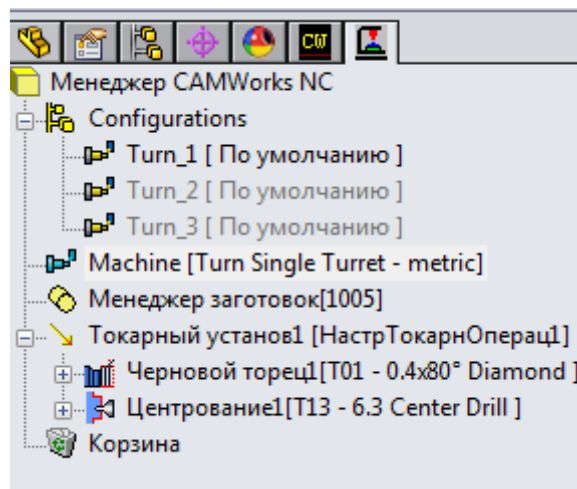 CW
Менеджер CAMWorks NC
Configurations
Turn_1 [ По умолчанию ]
Turn_2 [ По умолчанию ]
Turn_3 [ По умолчанию ]
Machine [Turn Single Turret - metric]
Менеджер заготовок[1005]
Токарный установ1 [НастрТокарнОперац1]
Черновой торец1[T01 - 0.4x80° Diamond ]
Центрование1[T13 - 6.3 Center Drill ]
Корзина